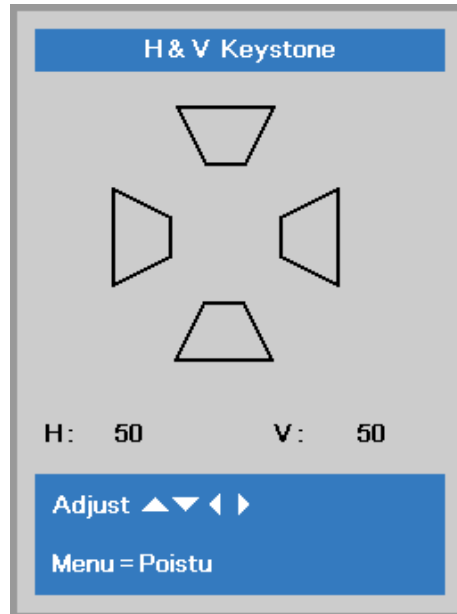 H & V Keystone
H: 50 V: 50
Adjust ▲▼◀▶
Menu = Poistu